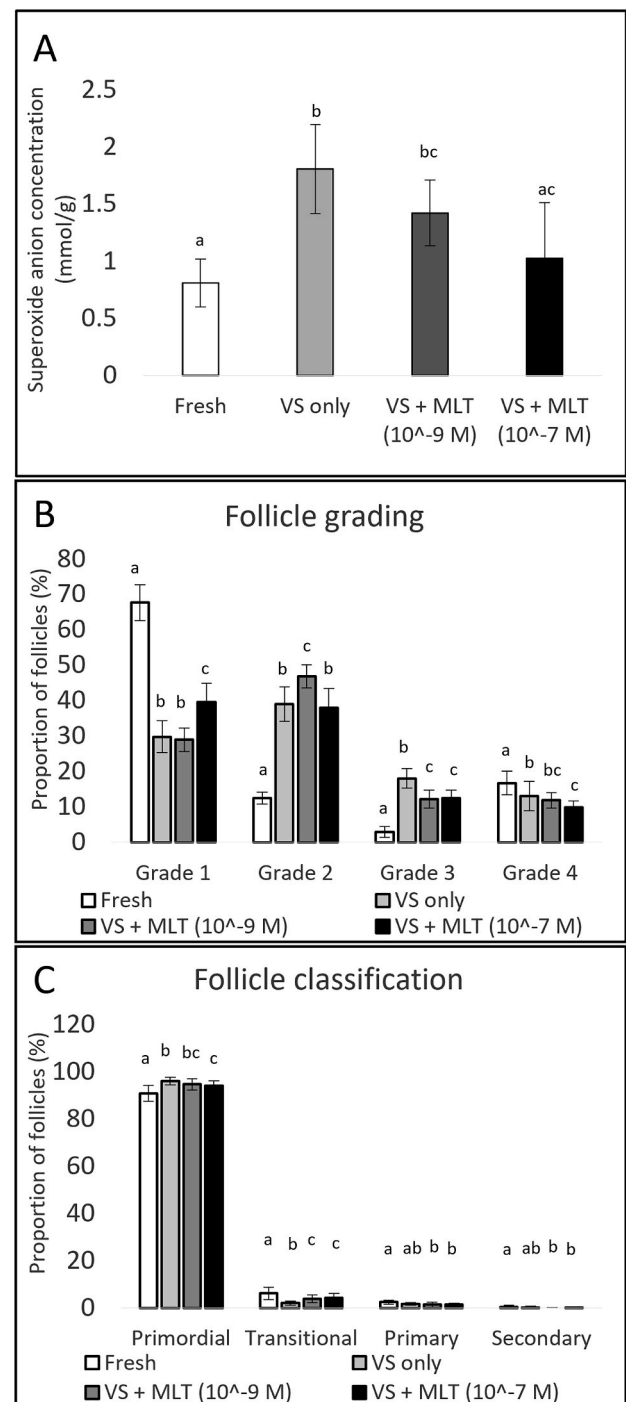 A
Superoxide anion concentration
(mmol/g)
2.5
2
1.5
1
0.5
0
a
b
bc
ac
Fresh
VS only
VS + MLT
(10^-9 M)
VS + MLT
(10^-7 M)
B
Follicle grading
Proportion of follicles (%)
80
70
60
50
40
30
20
10
0
a
b
b
c
a
b
c
b
a
b
c
c
a
b
bc
c
Grade 1
Grade 2
Grade 3
Grade 4
Fresh
VS only
VS + MLT (10^-9 M)
VS + MLT (10^-7 M)
C
Follicle classification
Proportion of follicles (%)
120
100
80
60
40
20
0
a
b
bc
c
a
b
c
c
a
ab
b
b
a
ab
b
b
Primordial
Transitional
Primary
Secondary
Fresh
VS only
VS + MLT (10^-9 M)
VS + MLT (10^-7 M)